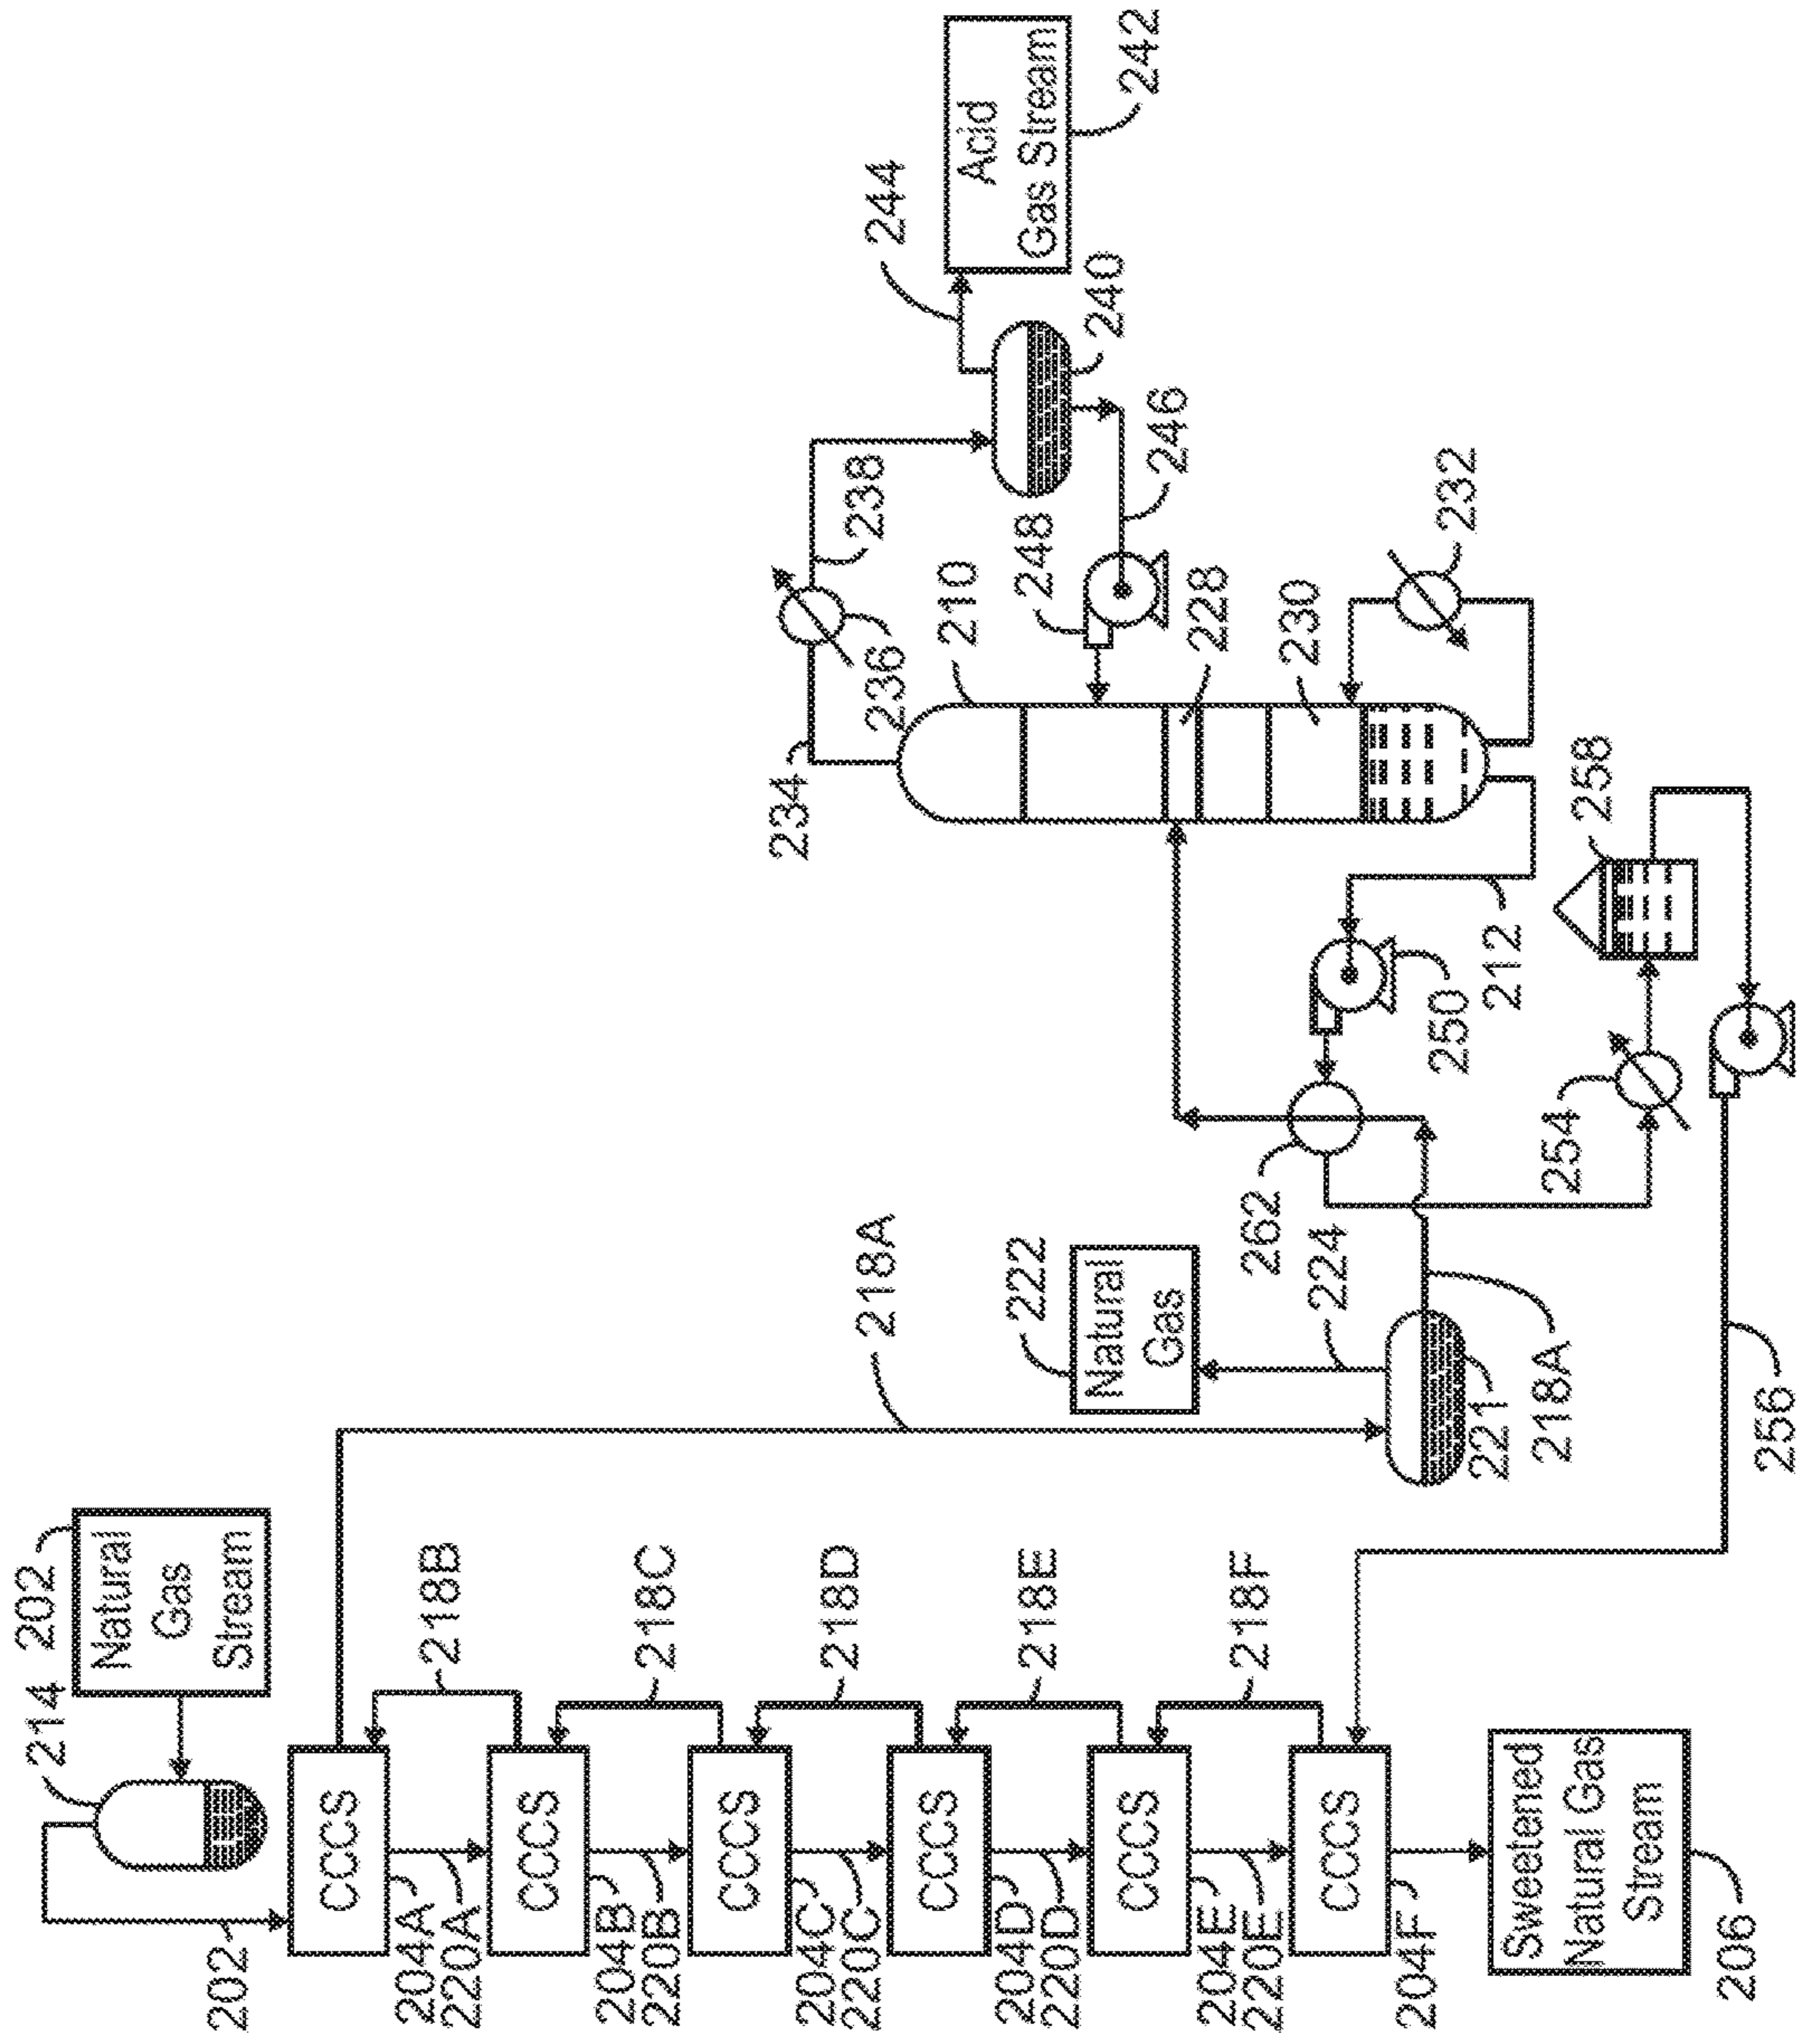 202
Natural
Gas
Stream
214
202
CCCS
CCCS
CCCS
CCCS
CCCS
CCCS
204A
220A
204B
220B
204C
220C
204D
220D
204E
220E
204F
218B
218C
218D
218E
218F
Sweetened
Natural Gas
Stream
206
218A
222
Natural
Gas
224
221
218A
256
262
250
212
254
258
234
236
238
210
228
230
232
248
246
240
244
Acid
Gas Stream
242